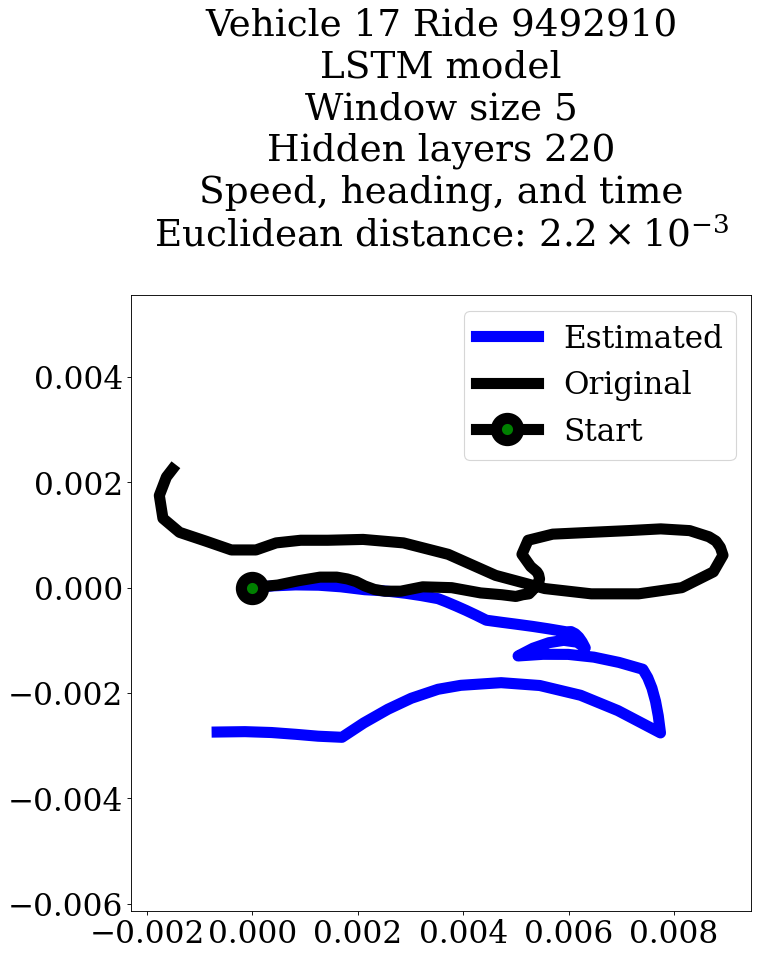 Vehicle 17 Ride 9492910
LSTM model
Window size 5
Hidden layers 220
Speed, heading, and time
Euclidean distance: 2.2 × 10⁻³
Estimated
Original
Start
0.004
0.002
0.000
−0.002
−0.004
−0.006
−0.002 0.000 0.002 0.004 0.006 0.008